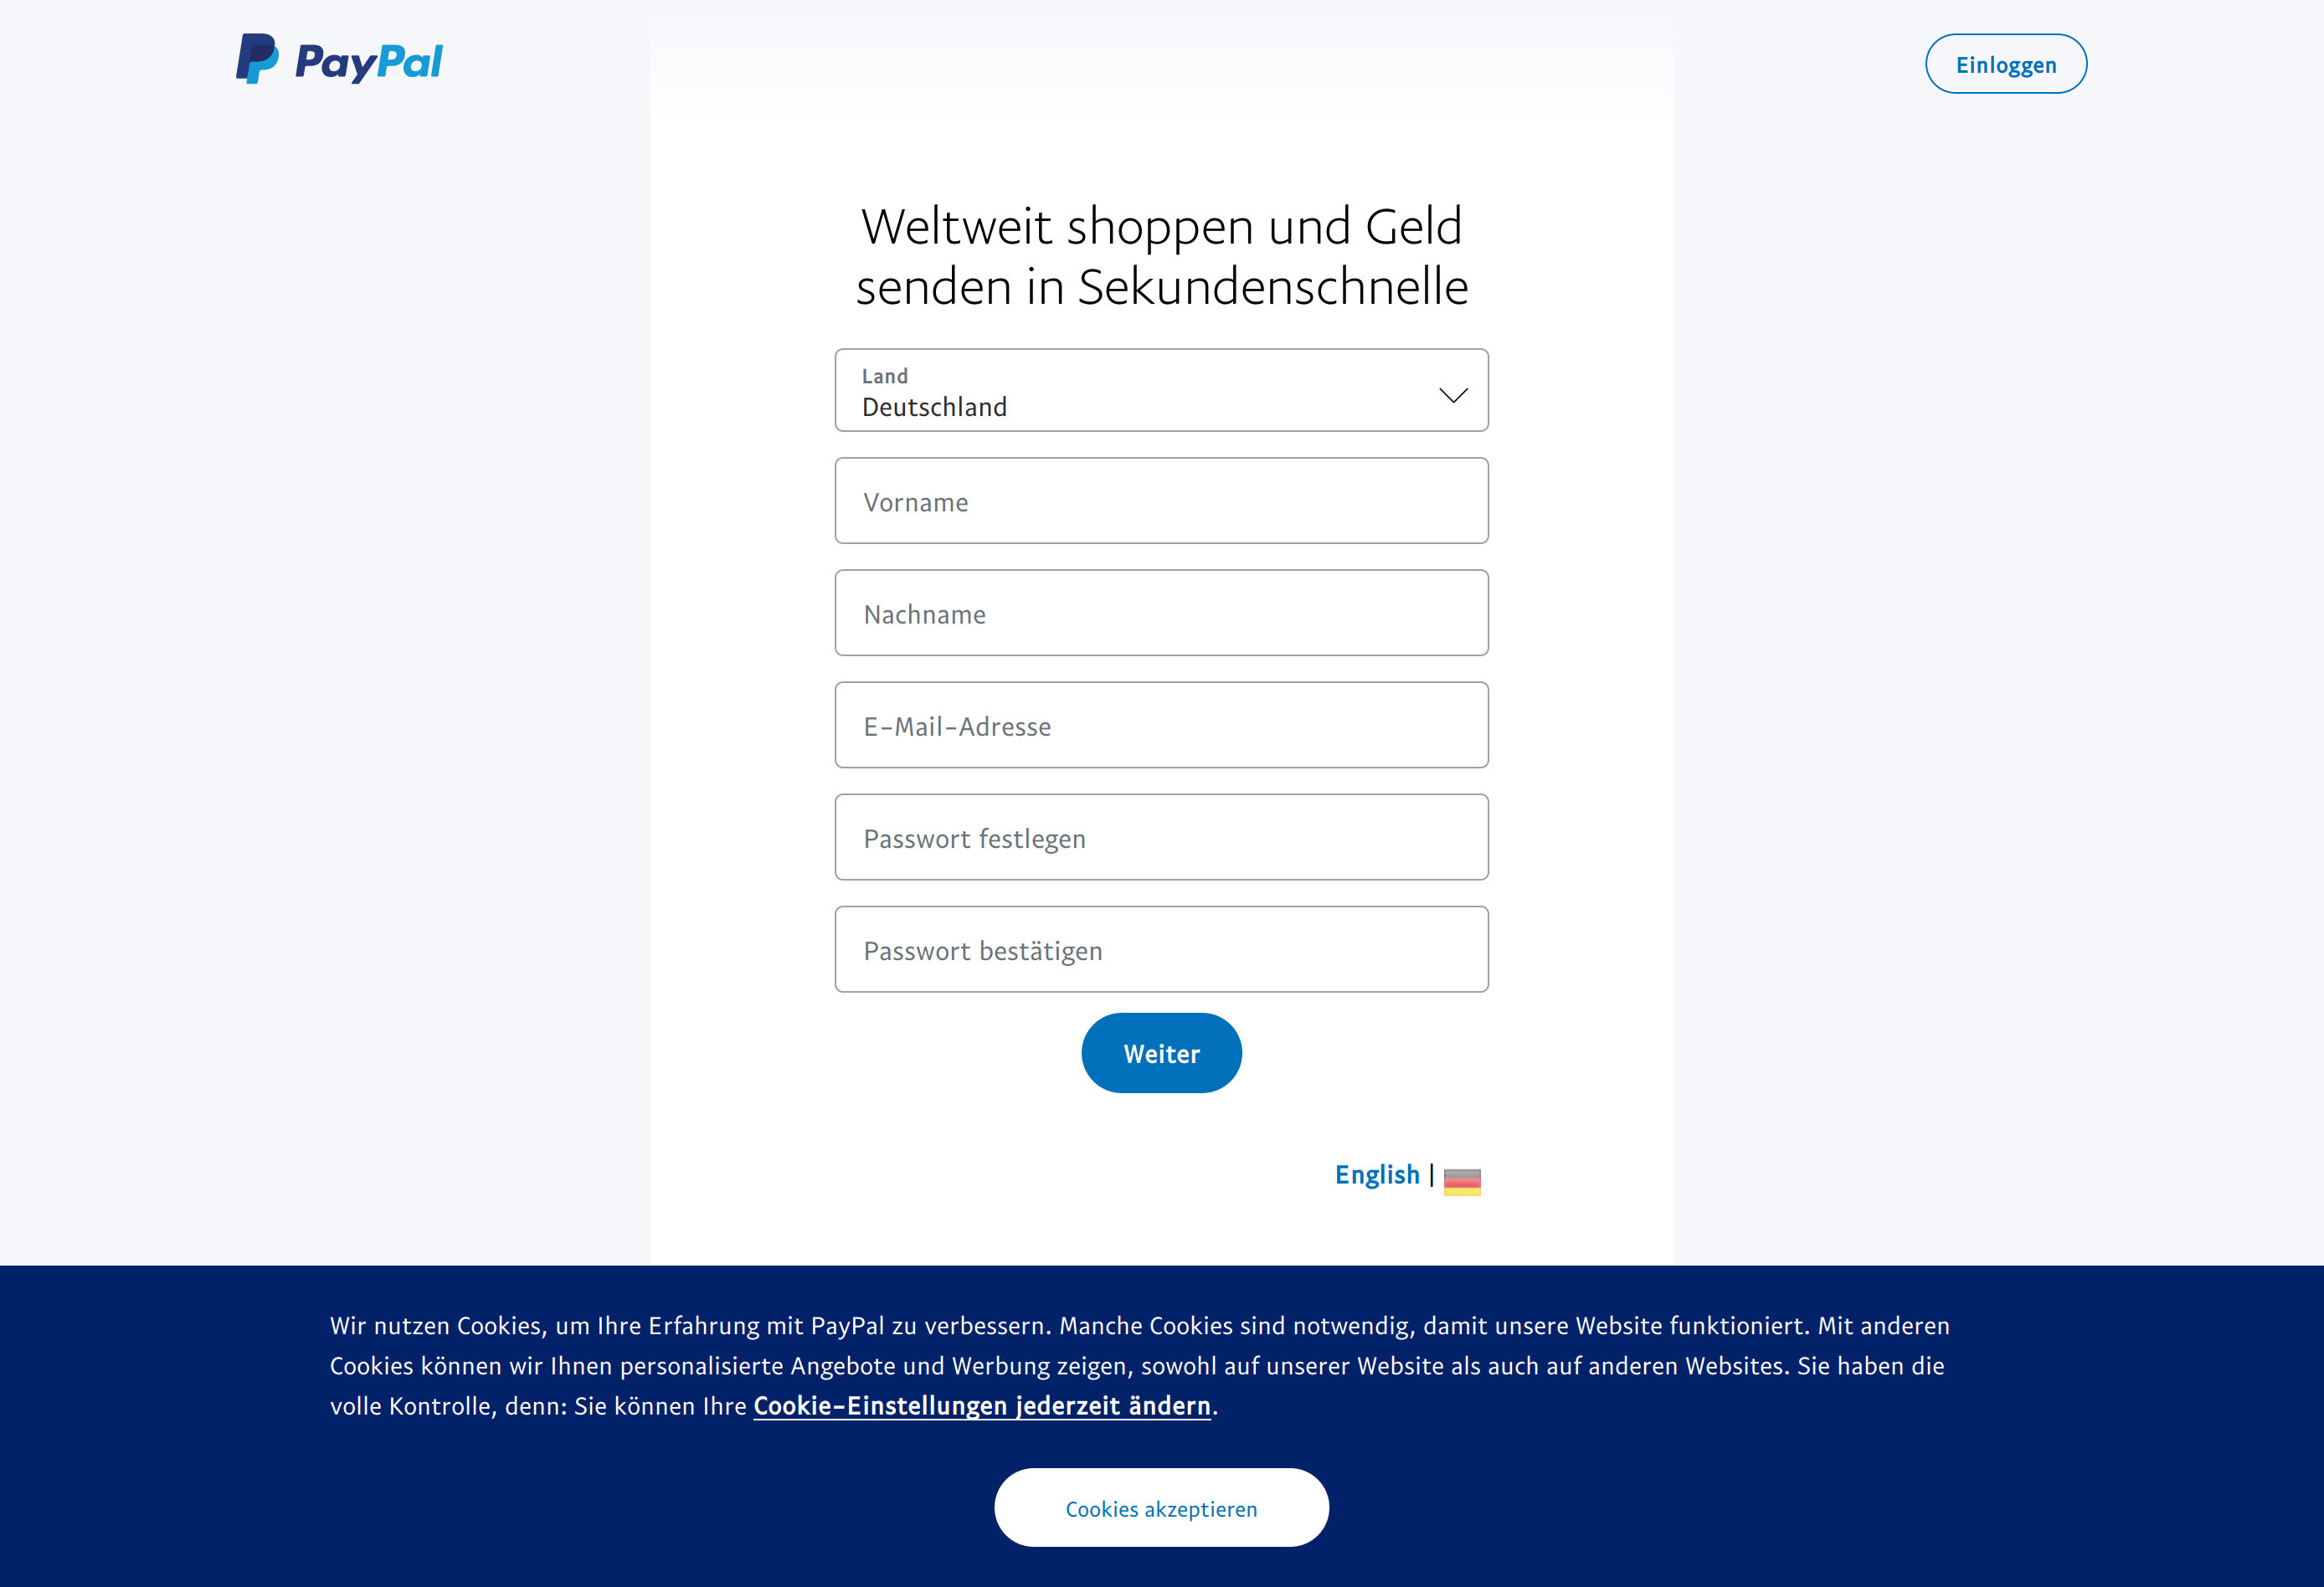 PayPal
Einloggen
Weltweit shoppen und Geld
senden in Sekundenschnelle
Land
Deutschland
Vorname
Nachname
E-Mail-Adresse
Passwort festlegen
Passwort bestätigen
Weiter
English |
Wir nutzen Cookies, um Ihre Erfahrung mit PayPal zu verbessern. Manche Cookies sind notwendig, damit unsere Website funktioniert. Mit anderen
Cookies können wir Ihnen personalisierte Angebote und Werbung zeigen, sowohl auf unserer Website als auch auf anderen Websites. Sie haben die
volle Kontrolle, denn: Sie können Ihre Cookie-Einstellungen jederzeit ändern.
Cookies akzeptieren